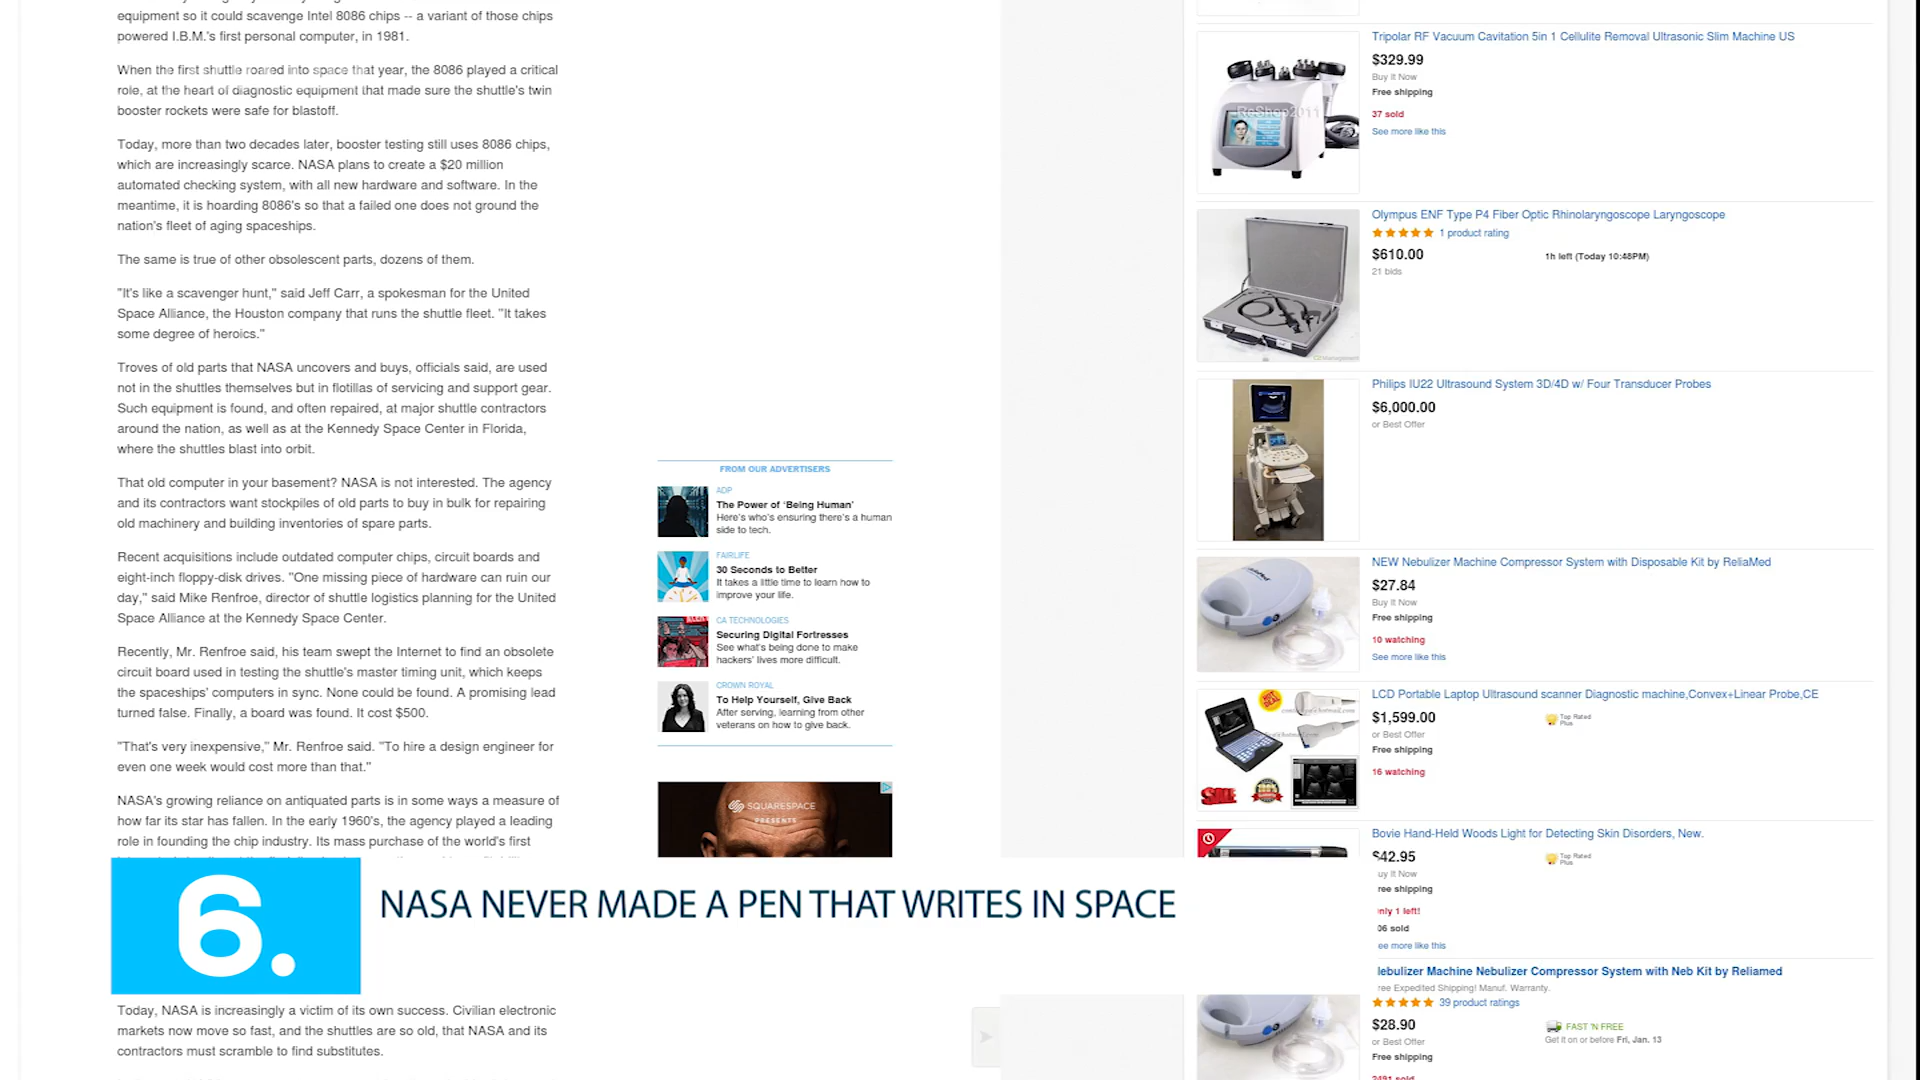 equipment so it could scavenge Intel 8086 chips -- a variant of those chips
powered I.B.M.'s first personal computer, in 1981.
When the first shuttle roared into space that year, the 8086 played a critical
role, at the heart of diagnostic equipment that made sure the shuttle's twin
booster rockets were safe for blastoff.
Today, more than two decades later, booster testing still uses 8086 chips,
which are increasingly scarce. NASA plans to create a $20 million
automated checking system, with all new hardware and software. In the
meantime, it is hoarding 8086's so that a failed one does not ground the
nation's fleet of aging spaceships.
The same is true of other obsolescent parts, dozens of them.
"It's like a scavenger hunt," said Jeff Carr, a spokesman for the United
Space Alliance, the Houston company that runs the shuttle fleet. "It takes
some degree of heroics."
Troves of old parts that NASA uncovers and buys, officials said, are used
not in the shuttles themselves but in flotillas of servicing and support gear.
Such equipment is found, and often repaired, at major shuttle contractors
around the nation, as well as at the Kennedy Space Center in Florida,
where the shuttles blast into orbit.
That old computer in your basement? NASA is not interested. The agency
and its contractors want stockpiles of old parts to buy in bulk for repairing
old machinery and building inventories of spare parts.
Recent acquisitions include outdated computer chips, circuit boards and
eight-inch floppy-disk drives. "One missing piece of hardware can ruin our
day," said Mike Renfroe, director of shuttle logistics planning for the United
Space Alliance at the Kennedy Space Center.
Recently, Mr. Renfroe said, his team swept the Internet to find an obsolete
circuit board used in testing the shuttle's master timing unit, which keeps
the spaceships' computers in sync. None could be found. A promising lead
turned false. Finally, a board was found. It cost $500.
"That's very inexpensive," Mr. Renfroe said. "To hire a design engineer for
even one week would cost more than that."
NASA's growing reliance on antiquated parts is in some ways a measure of
how far its star has fallen. In the early 1960's, the agency played a leading
role in founding the chip industry. Its mass purchase of the world's first
6.
NASA NEVER MADE A PEN THAT WRITES IN SPACE
Today, NASA is increasingly a victim of its own success. Civilian electronic
markets now move so fast, and the shuttles are so old, that NASA and its
contractors must scramble to find substitutes.
FROM OUR ADVERTISERS
ADP
The Power of 'Being Human'
Here's who's ensuring there's a human
side to tech.
FAIRLIFE
30 Seconds to Better
It takes a little time to learn how to
improve your life.
CA TECHNOLOGIES
Securing Digital Fortresses
See what's being done to make
hackers' lives more difficult.
CROWN ROYAL
To Help Yourself, Give Back
After serving, learning from other
veterans on how to give back.
SQUARESPACE
PRESENTS
Tripolar RF Vacuum Cavitation 5in 1 Cellulite Removal Ultrasonic Slim Machine US
$329.99
Buy It Now
Free shipping
37 sold
See more like this
ReShop2011
Olympus ENF Type P4 Fiber Optic Rhinolaryngoscope Laryngoscope
1 product rating
$610.00
1h left (Today 10:48PM)
21 bids
Philips IU22 Ultrasound System 3D/4D w/ Four Transducer Probes
$6,000.00
or Best Offer
NEW Nebulizer Machine Compressor System with Disposable Kit by ReliaMed
$27.84
Buy It Now
Free shipping
10 watching
See more like this
LCD Portable Laptop Ultrasound scanner Diagnostic machine,Convex+Linear Probe,CE
$1,599.00
Top Rated
Plus
or Best Offer
Free shipping
16 watching
Bovie Hand-Held Woods Light for Detecting Skin Disorders, New.
$42.95
Top Rated
Plus
uy It Now
ree shipping
nly 1 left!
06 sold
ee more like this
lebulizer Machine Nebulizer Compressor System with Neb Kit by Reliamed
ree Expedited Shipping! Manuf. Warranty.
39 product ratings
$28.90
FAST 'N FREE
or Best Offer
Get it on or before Fri, Jan. 13
Free shipping
2491 sold